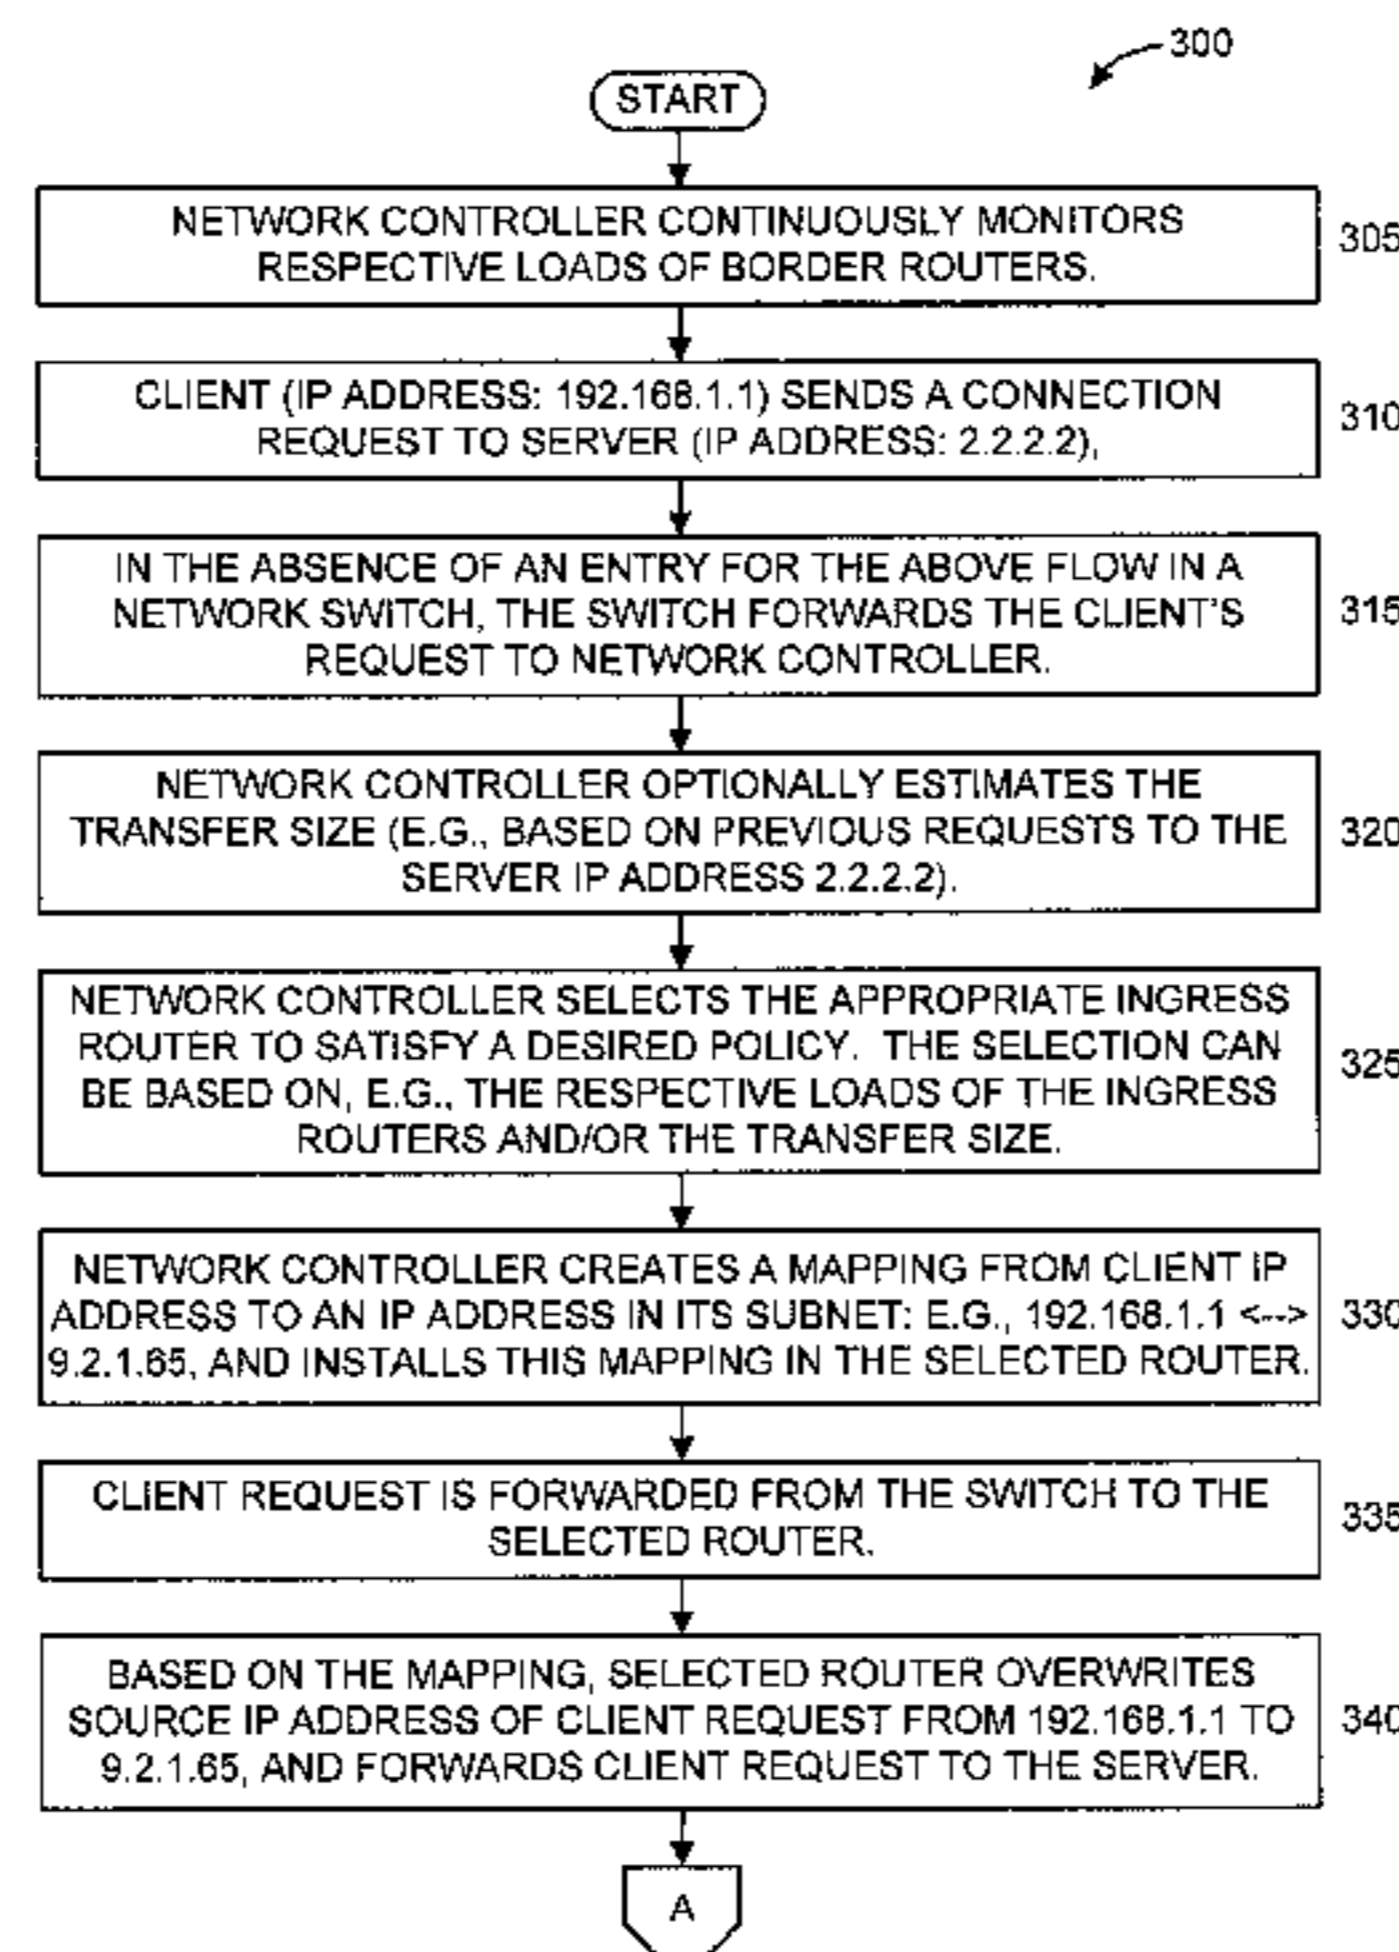 300
START
NETWORK CONTROLLER CONTINUOUSLY MONITORS
RESPECTIVE LOADS OF BORDER ROUTERS.
305
CLIENT (IP ADDRESS: 192.168.1.1) SENDS A CONNECTION
REQUEST TO SERVER (IP ADDRESS: 2.2.2.2),
310
IN THE ABSENCE OF AN ENTRY FOR THE ABOVE FLOW IN A
NETWORK SWITCH, THE SWITCH FORWARDS THE CLIENT'S
REQUEST TO NETWORK CONTROLLER.
315
NETWORK CONTROLLER OPTIONALLY ESTIMATES THE
TRANSFER SIZE (E.G., BASED ON PREVIOUS REQUESTS TO THE
SERVER IP ADDRESS 2.2.2.2).
320
NETWORK CONTROLLER SELECTS THE APPROPRIATE INGRESS
ROUTER TO SATISFY A DESIRED POLICY. THE SELECTION CAN
BE BASED ON, E.G., THE RESPECTIVE LOADS OF THE INGRESS
ROUTERS AND/OR THE TRANSFER SIZE.
325
NETWORK CONTROLLER CREATES A MAPPING FROM CLIENT IP
ADDRESS TO AN IP ADDRESS IN ITS SUBNET: E.G., 192.168.1.1 <-->
9.2.1.65, AND INSTALLS THIS MAPPING IN THE SELECTED ROUTER.
330
CLIENT REQUEST IS FORWARDED FROM THE SWITCH TO THE
SELECTED ROUTER.
335
BASED ON THE MAPPING, SELECTED ROUTER OVERWRITES
SOURCE IP ADDRESS OF CLIENT REQUEST FROM 192.168.1.1 TO
9.2.1.65, AND FORWARDS CLIENT REQUEST TO THE SERVER.
340
A